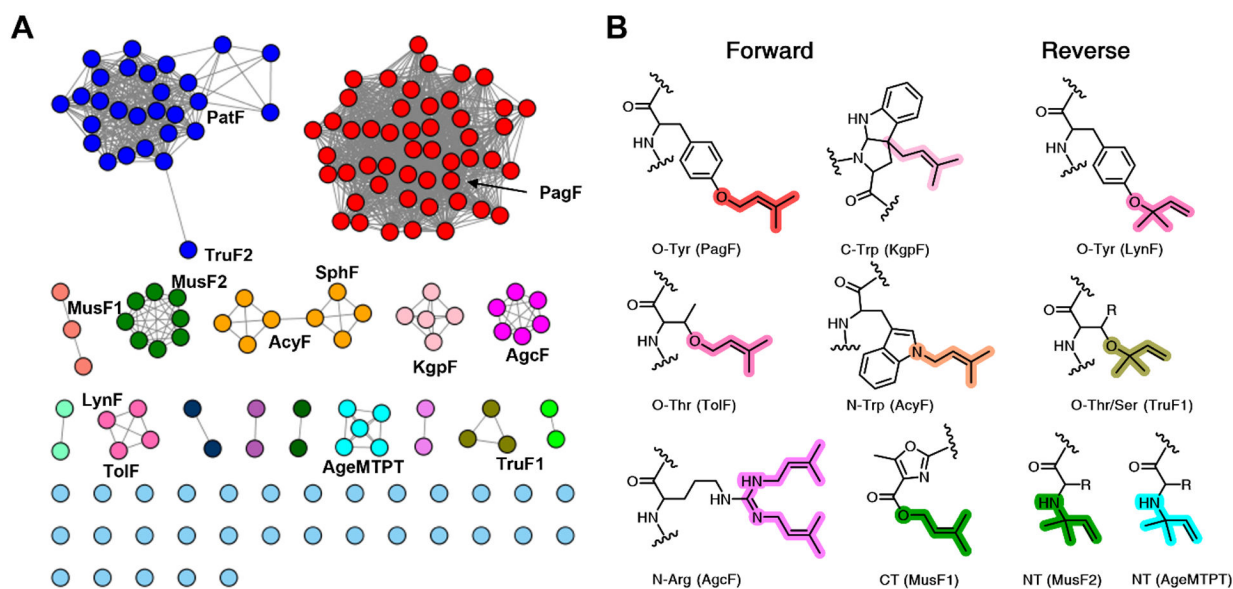 A
PatF
PagF
TruF2
MusF2
SphF
MusF1
AcyF
KgpF
AgcF
LynF
TolF
AgeMTPT
TruF1
B
Forward
Reverse
O
HN
O
HN
N
O
O
HN
O
O-Tyr (PagF)
C-Trp (KgpF)
O-Tyr (LynF)
O
O
HN
O
HN
N
O
R
O
HN
O-Thr (TolF)
N-Trp (AcyF)
O-Thr/Ser (TruF1)
O
HN
HN
HN
N
O
N
O
O
O
R
HN
O
R
HN
N-Arg (AgcF)
CT (MusF1)
NT (MusF2)
NT (AgeMTPT)